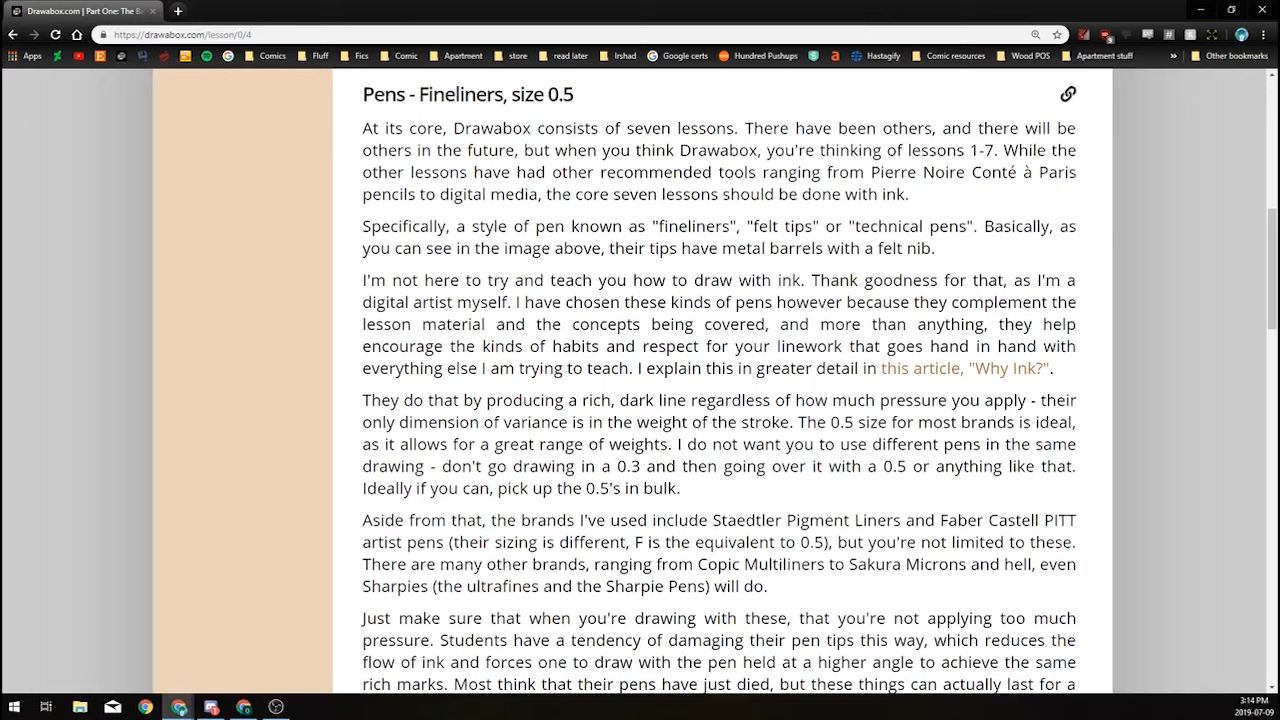 Drawabox.com | Part One: The B
https://drawabox.com/lesson/0/4
Apps
Fluff
Fics
Comic
Apartment
store
read later
Irshad
Google certs
Hundred Pushups
Hastagify
Comic resources
Wood POS
Apartment stuff
»
Other bookmarks
Comics
Pens - Fineliners, size 0.5
At its core, Drawabox consists of seven lessons. There have been others, and there will be
others in the future, but when you think Drawabox, you're thinking of lessons 1-7. While the
other lessons have had other recommended tools ranging from Pierre Noire Conté à Paris
pencils to digital media, the core seven lessons should be done with ink.
Specifically, a style of pen known as "fineliners", "felt tips" or "technical pens". Basically, as
you can see in the image above, their tips have metal barrels with a felt nib.
I'm not here to try and teach you how to draw with ink. Thank goodness for that, as I'm a
digital artist myself. I have chosen these kinds of pens however because they complement the
lesson material and the concepts being covered, and more than anything, they help
encourage the kinds of habits and respect for your linework that goes hand in hand with
everything else I am trying to teach. I explain this in greater detail in this article, "Why Ink?".
They do that by producing a rich, dark line regardless of how much pressure you apply - their
only dimension of variance is in the weight of the stroke. The 0.5 size for most brands is ideal,
as it allows for a great range of weights. I do not want you to use different pens in the same
drawing - don't go drawing in a 0.3 and then going over it with a 0.5 or anything like that.
Ideally if you can, pick up the 0.5's in bulk.
Aside from that, the brands I've used include Staedtler Pigment Liners and Faber Castell PITT
artist pens (their sizing is different, F is the equivalent to 0.5), but you're not limited to these.
There are many other brands, ranging from Copic Multiliners to Sakura Microns and hell, even
Sharpies (the ultrafines and the Sharpie Pens) will do.
Just make sure that when you're drawing with these, that you're not applying too much
pressure. Students have a tendency of damaging their pen tips this way, which reduces the
flow of ink and forces one to draw with the pen held at a higher angle to achieve the same
rich marks. Most think that their pens have just died, but these things can actually last for a
3:14 PM
2019-07-09